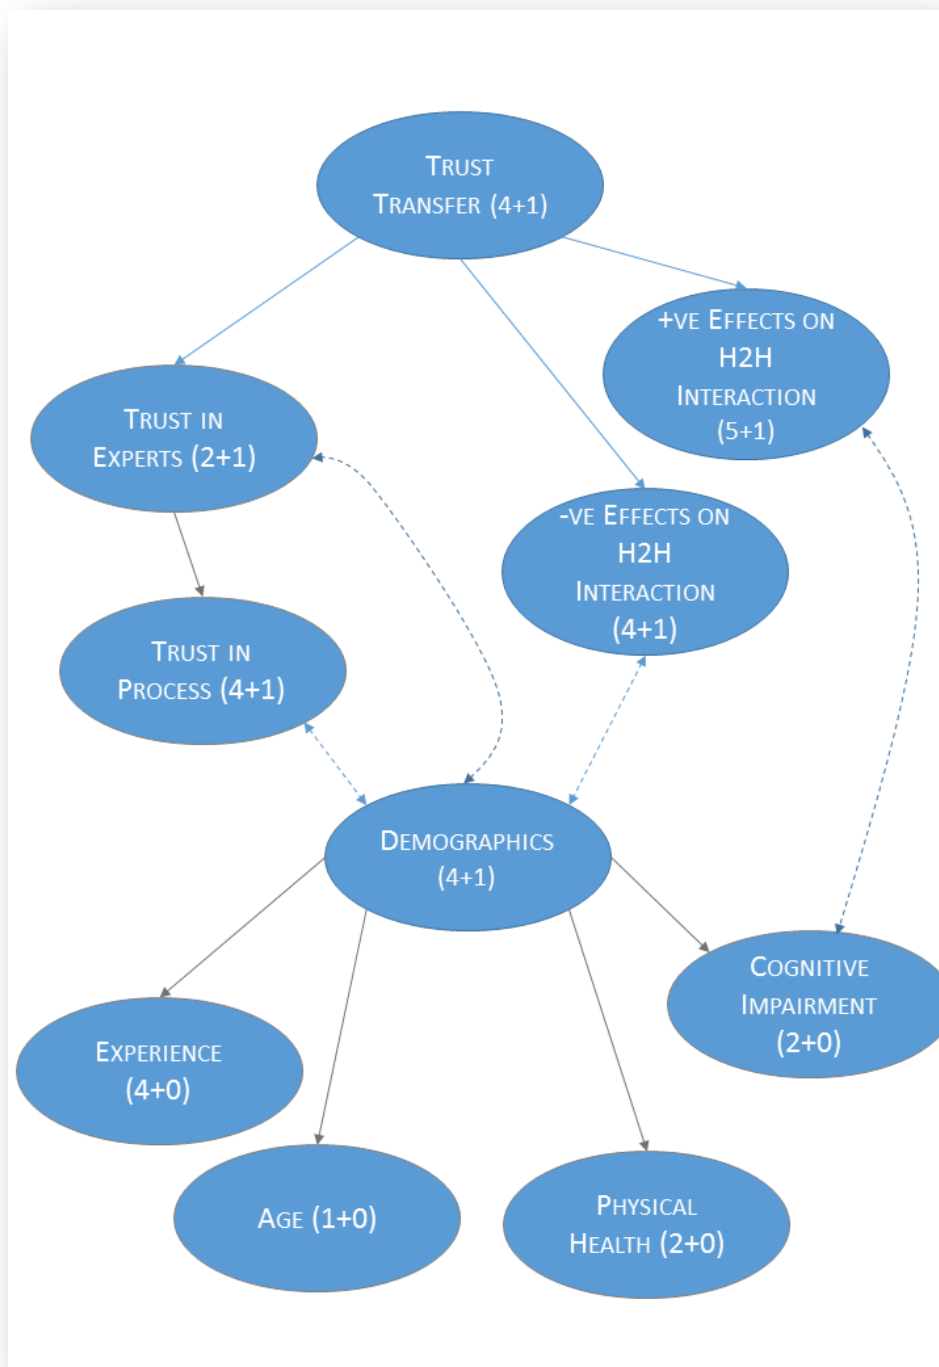 Trust
Transfer (4+1)
+ve Effects on
H2H
Interaction
(5+1)
Trust in
Experts (2+1)
-ve Effects on
H2H
Interaction
(4+1)
Trust in
Process (4+1)
Demographics
(4+1)
Cognitive
Impairment
(2+0)
Experience
(4+0)
Age (1+0)
Physical
Health (2+0)